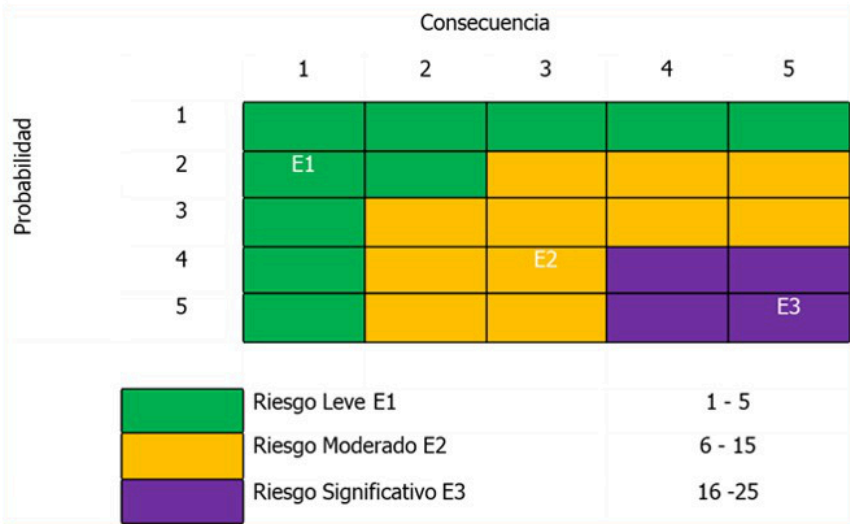 Consecuencia
1 2 3 4 5
Probabilidad
1
2 E1
3
4 E2
5 E3
Riesgo Leve E1 1 - 5
Riesgo Moderado E2 6 - 15
Riesgo Significativo E3 16 -25